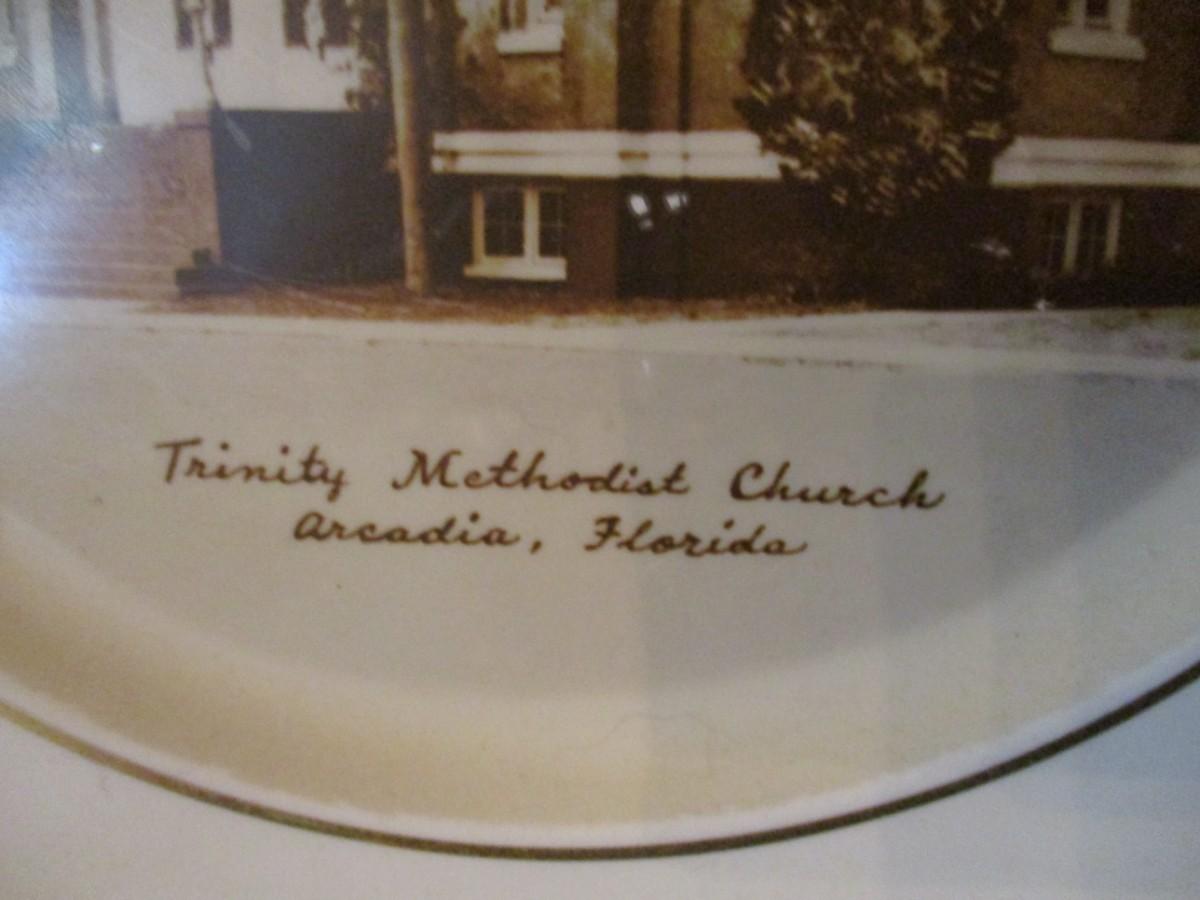 Trinity Methodist Church
Arcadia, Florida